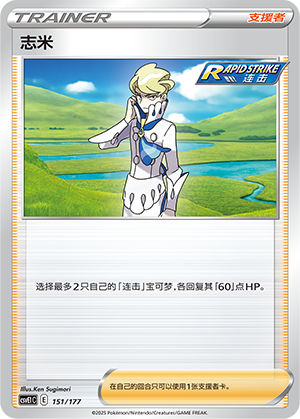 TRAINER
支援者
志米
RAPID STRIKE
连击
选择最多2只自己的「连击」宝可梦,各回复其「60」点HP。
Illus.Ken Sugimori
E 151/177
在自己的回合只可以使用1张支援者卡。
©2025 Pokémon/Nintendo/Creatures/GAME FREAK.